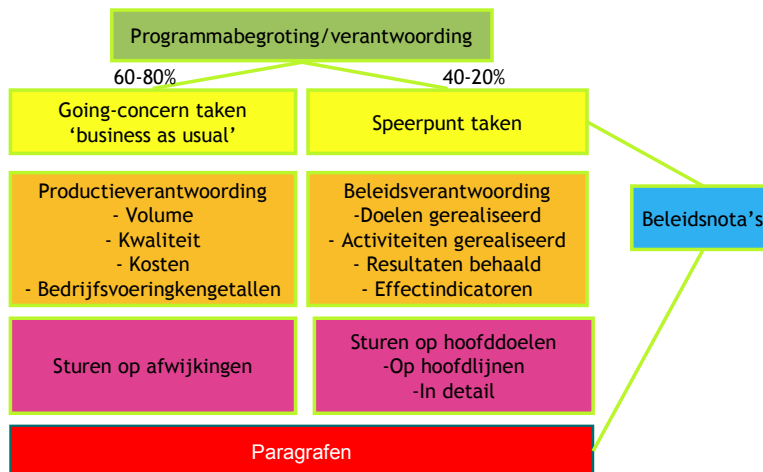 Programmabegroting/verantwoording
60-80%
40-20%
Going-concern taken
‘business as usual’
Speerpunt taken
Productieverantwoording
- Volume
- Kwaliteit
- Kosten
- Bedrijfsvoeringkengetallen
Beleidsverantwoording
-Doelen gerealiseerd
- Activiteiten gerealiseerd
- Resultaten behaald
- Effectindicatoren
Beleidsnota’s
Sturen op afwijkingen
Sturen op hoofddoelen
-Op hoofdlijnen
-In detail
Paragrafen